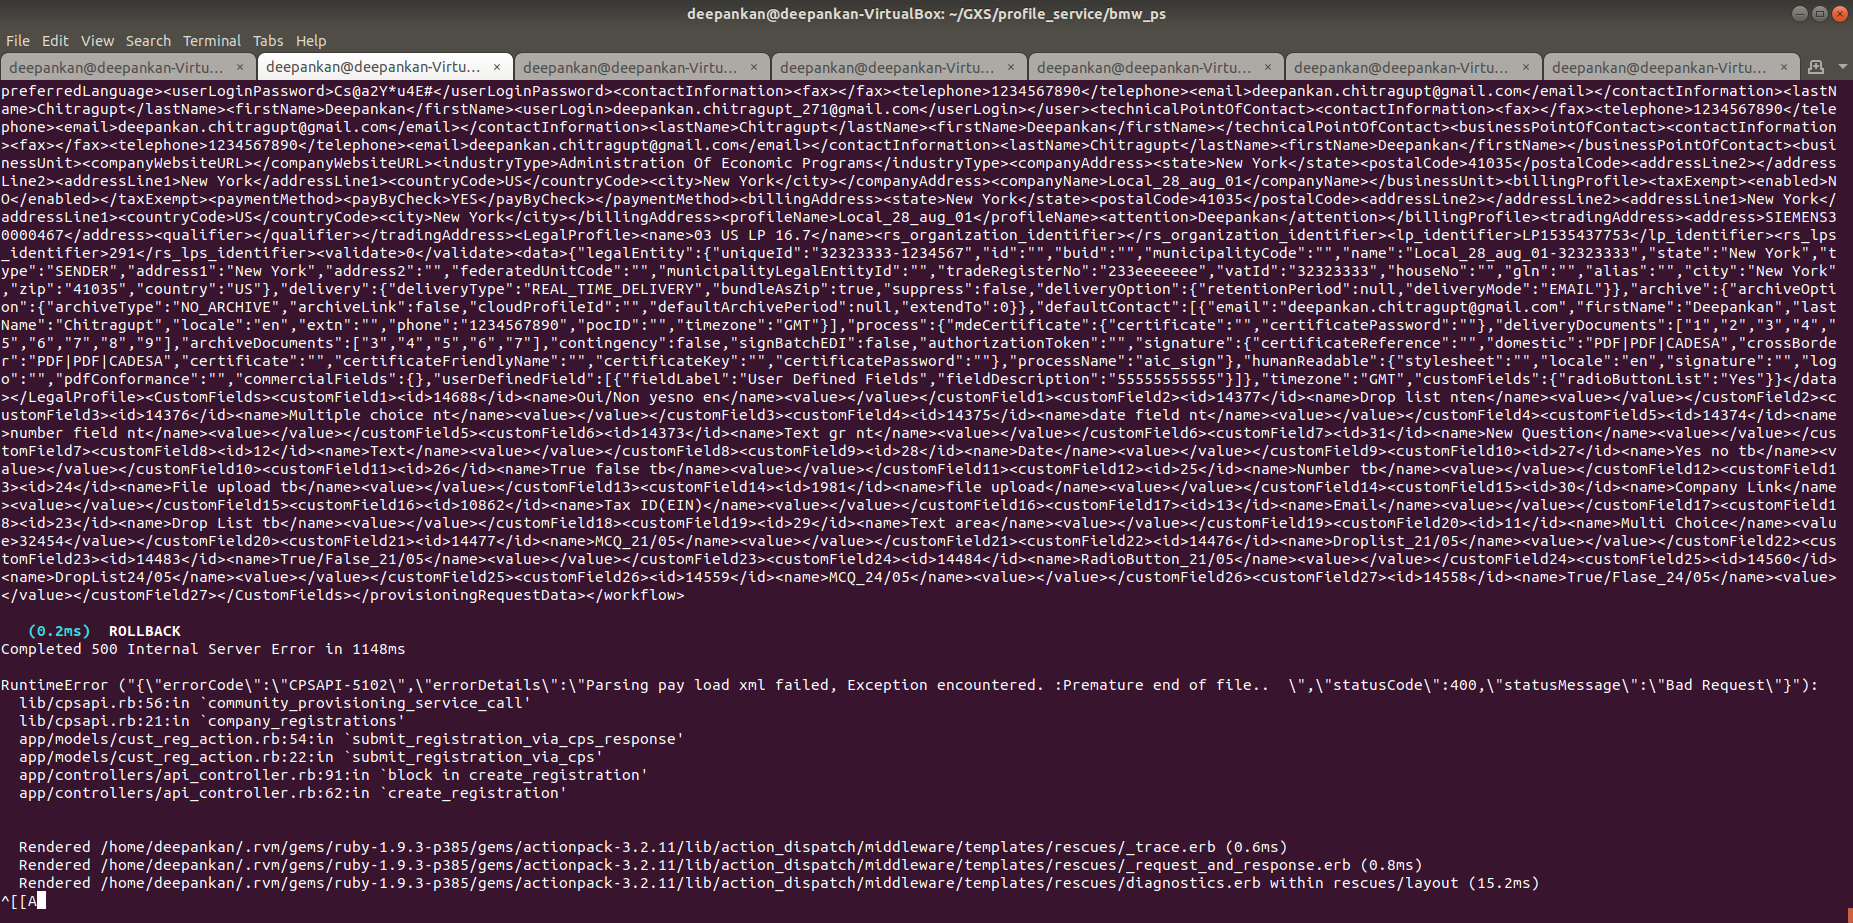 deepankan@deepankan-VirtualBox: ~/GXS/profile_service/bmw_ps
File Edit View Search Terminal Tabs Help
deepankan@deepankan-Virtu... × deepankan@deepankan-Virtu... × deepankan@deepankan-Virtu... × deepankan@deepankan-Virtu... × deepankan@deepankan-Virtu... × deepankan@deepankan-Virtu... × deepankan@deepankan-Virtu... ×
preferredLanguage><userLoginPassword>Cs@a2Y*u4E#</userLoginPassword><contactInformation><fax></fax><telephone>1234567890</telephone><email>deepankan.chitragupt@gmail.com</email></contactInformation><lastN
ame>Chitragupt</lastName><firstName>Deepankan</firstName><userLogin>deepankan.chitragupt_271@gmail.com</userLogin></user><technicalPointOfContact><contactInformation><fax></fax><telephone>1234567890</tele
phone><email>deepankan.chitragupt@gmail.com</email></contactInformation><lastName>Chitragupt</lastName><firstName>Deepankan</firstName></technicalPointOfContact><businessPointOfContact><contactInformation
><fax></fax><telephone>1234567890</telephone><email>deepankan.chitragupt@gmail.com</email></contactInformation><lastName>Chitragupt</lastName><firstName>Deepankan</firstName></businessPointOfContact><busi
nessUnit><companyWebsiteURL></companyWebsiteURL><industryType>Administration Of Economic Programs</industryType><companyAddress><state>New York</state><postalCode>41035</postalCode><addressLine2></address
Line2><addressLine1>New York</addressLine1><countryCode>US</countryCode><city>New York</city></companyAddress><companyName>Local_28_aug_01</companyName></businessUnit><billingProfile><taxExempt><enabled>N
O</enabled></taxExempt><paymentMethod><payByCheck>YES</payByCheck></paymentMethod><billingAddress><state>New York</state><postalCode>41035</postalCode><addressLine2></addressLine2><addressLine1>New York</
addressLine1><countryCode>US</countryCode><city>New York</city></billingAddress><profileName>Local_28_aug_01</profileName><attention>Deepankan</attention></billingProfile><tradingAddress><address>SIEMENS3
0000467</address><qualifier></qualifier></tradingAddress><LegalProfile><name>03 US LP 16.7</name><rs_organization_identifier></rs_organization_identifier><lp_identifier>LP1535437753</lp_identifier><rs_lps
_identifier>291</rs_lps_identifier><validate>0</validate><data>{"legalEntity":{"uniqueId":"32323333-1234567","id":"","buid":"","municipalityCode":"","name":"Local_28_aug_01-32323333","state":"New York","t
ype":"SENDER","address1":"New York","address2":"","federatedUnitCode":"","municipalityLegalEntityId":"","tradeRegisterNo":"233eeeeeee","vatId":"32323333","houseNo":"","gln":"","alias":"","city":"New York"
,"zip":"41035","country":"US"},"delivery":{"deliveryType":"REAL_TIME_DELIVERY","bundleAsZip":true,"suppress":false,"deliveryOption":{"retentionPeriod":null,"deliveryMode":"EMAIL"}},"archive":{"archiveOpti
on":{"archiveType":"NO_ARCHIVE","archiveLink":false,"cloudProfileId":"","defaultArchivePeriod":null,"extendTo":0}},"defaultContact":[{"email":"deepankan.chitragupt@gmail.com","firstName":"Deepankan","last
Name":"Chitragupt","locale":"en","extn":"","phone":"1234567890","pocID":"","timezone":"GMT"}],"process":{"mdeCertificate":{"certificate":"","certificatePassword":""},"deliveryDocuments":["1","2","3","4","
5","6","7","8","9"],"archiveDocuments":["3","4","5","6","7"],"contingency":false,"signBatchEDI":false,"authorizationToken":"","signature":{"certificateReference":"","domestic":"PDF|PDF|CADESA","crossBorde
r":"PDF|PDF|CADESA","certificate":"","certificateFriendlyName":"","certificateKey":"","certificatePassword":""},"processName":"aic_sign"},"humanReadable":{"stylesheet":"","locale":"en","signature":"","log
o":"","pdfConformance":"","commercialFields":{},"userDefinedField":[{"fieldLabel":"User Defined Fields","fieldDescription":"55555555555"}]},"timezone":"GMT","customFields":{"radioButtonList":"Yes"}}</data
></LegalProfile><CustomFields><customField1><id>14688</id><name>Oui/Non yesno en</name><value></value></customField1><customField2><id>14377</id><name>Drop list nten</name><value></value></customField2><c
ustomField3><id>14376</id><name>Multiple choice nt</name><value></value></customField3><customField4><id>14375</id><name>date field nt</name><value></value></customField4><customField5><id>14374</id><name
>number field nt</name><value></value></customField5><customField6><id>14373</id><name>Text gr nt</name><value></value></customField6><customField7><id>31</id><name>New Question</name><value></value></cus
tomField7><customField8><id>12</id><name>Text</name><value></value></customField8><customField9><id>28</id><name>Date</name><value></value></customField9><customField10><id>27</id><name>Yes no tb</name><v
alue></value></customField10><customField11><id>26</id><name>True false tb</name><value></value></customField11><customField12><id>25</id><name>Number tb</name><value></value></customField12><customField1
3><id>24</id><name>File upload tb</name><value></value></customField13><customField14><id>1981</id><name>file upload</name><value></value></customField14><customField15><id>30</id><name>Company Link</name
><value></value></customField15><customField16><id>10862</id><name>Tax ID(EIN)</name><value></value></customField16><customField17><id>13</id><name>Email</name><value></value></customField17><customField1
8><id>23</id><name>Drop List tb</name><value></value></customField18><customField19><id>29</id><name>Text area</name><value></value></customField19><customField20><id>11</id><name>Multi Choice</name><valu
e>32454</value></customField20><customField21><id>14477</id><name>MCQ_21/05</name><value></value></customField21><customField22><id>14476</id><name>Droplist_21/05</name><value></value></customField22><cus
tomField23><id>14483</id><name>True/False_21/05</name><value></value></customField23><customField24><id>14484</id><name>RadioButton_21/05</name><value></value></customField24><customField25><id>14560</id>
<name>DropList24/05</name><value></value></customField25><customField26><id>14559</id><name>MCQ_24/05</name><value></value></customField26><customField27><id>14558</id><name>True/Flase_24/05</name><value>
</value></customField27></CustomFields></provisioningRequestData></workflow>
(0.2ms) ROLLBACK
Completed 500 Internal Server Error in 1148ms
RuntimeError ("{\"errorCode\":\"CPSAPI-5102\",\"errorDetails\":\"Parsing pay load xml failed, Exception encountered. :Premature end of file.. \",\"statusCode\":400,\"statusMessage\":\"Bad Request\"}"):
lib/cpsapi.rb:56:in `community_provisioning_service_call'
lib/cpsapi.rb:21:in `company_registrations'
app/models/cust_reg_action.rb:54:in `submit_registration_via_cps_response'
app/models/cust_reg_action.rb:22:in `submit_registration_via_cps'
app/controllers/api_controller.rb:91:in `block in create_registration'
app/controllers/api_controller.rb:62:in `create_registration'
Rendered /home/deepankan/.rvm/gems/ruby-1.9.3-p385/gems/actionpack-3.2.11/lib/action_dispatch/middleware/templates/rescues/_trace.erb (0.6ms)
Rendered /home/deepankan/.rvm/gems/ruby-1.9.3-p385/gems/actionpack-3.2.11/lib/action_dispatch/middleware/templates/rescues/_request_and_response.erb (0.8ms)
Rendered /home/deepankan/.rvm/gems/ruby-1.9.3-p385/gems/actionpack-3.2.11/lib/action_dispatch/middleware/templates/rescues/diagnostics.erb within rescues/layout (15.2ms)
^[[A